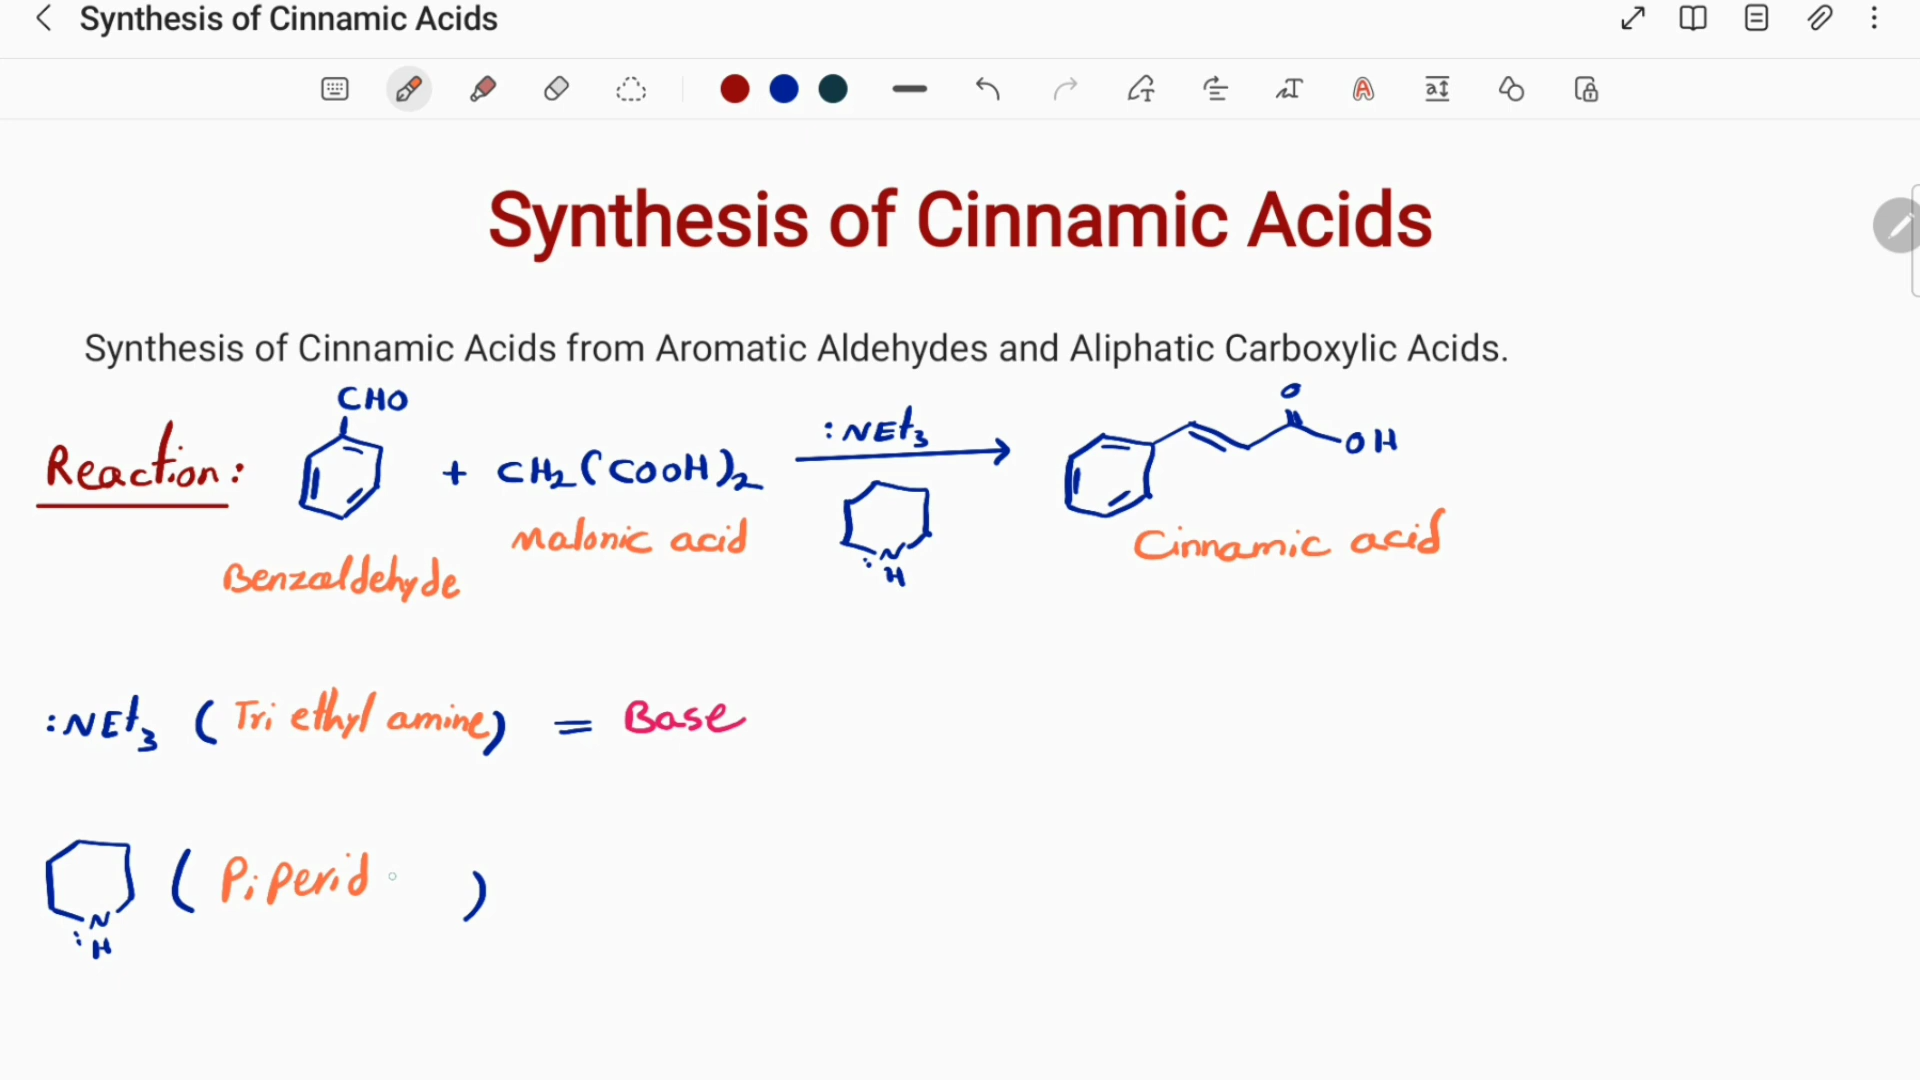 Synthesis of Cinnamic Acids
Synthesis of Cinnamic Acids
Synthesis of Cinnamic Acids from Aromatic Aldehydes and Aliphatic Carboxylic Acids.
CHO
O
:NEt3
Reaction: + CH2(COOH)2 OH
N
H
Benzaldehyde Malonic acid Cinnamic acid
:NEt3 (Tri ethyl amine) = Base
(Piperid )
N
H